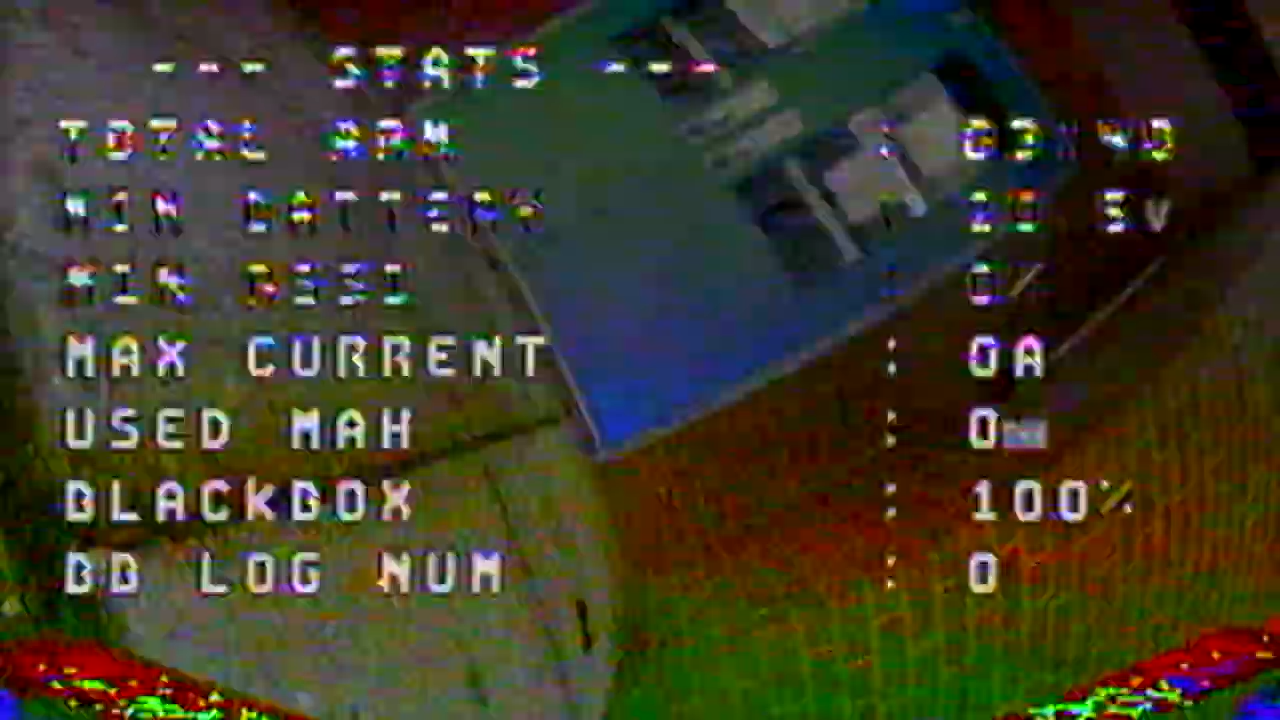 --- STATS ---
TOTAL ARM :
MIN BATTERY : V
MIN RSSI : 0%
MAX CURRENT : 0A
USED MAH : 0
BLACKBOX : 100%
BB LOG NUM : 0